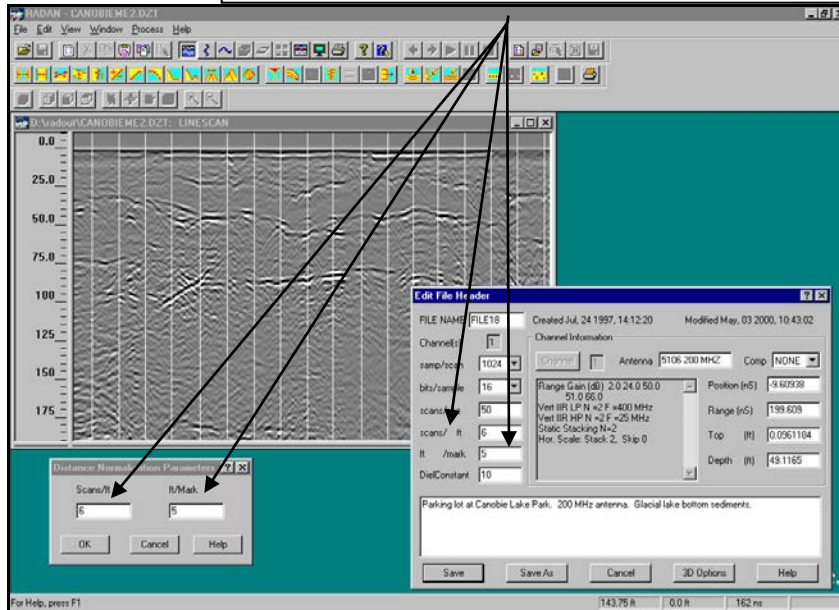 RADAN - CANOBIEME2.DZT
File Edit View Window Process Help
D:\radout\CANOBIEME2.DZT: LINESCAN
0.0
25.0
50.0
75.0
100
125
150
175
Edit File Header
FILE NAME FILE18 Created Jul, 24 1997, 14:12:20 Modified May, 03 2000, 10:43:02
Channel(s) 1
Channel Information
Channel 1 Antenna 5106 200 MHZ Comp NONE
samp/scan 1024
bits/sample 16
scans/ 50
scans/ ft 6
ft /mark 5
DielConstant 10
Range Gain (dB) 2.0 24.0 50.0
51.0 66.0
Vert IIR LP N =2 F =400 MHz
Vert IIR HP N =2 F =25 MHz
Static Stacking N=2
Hor. Scale: Stack 2, Skip 0
Position (nS) -9.60938
Range (nS) 199.609
Top (ft) 0.0961184
Depth (ft) 49.1165
Parking lot at Canobie Lake Park. 200 MHz antenna. Glacial lake bottom sediments.
Save Save As Cancel 3D Options Help
Distance Normalization Parameters
Scans/ft ft/Mark
6 5
OK Cancel Help
For Help, press F1
143.75 ft 0.0 ft 162 ns